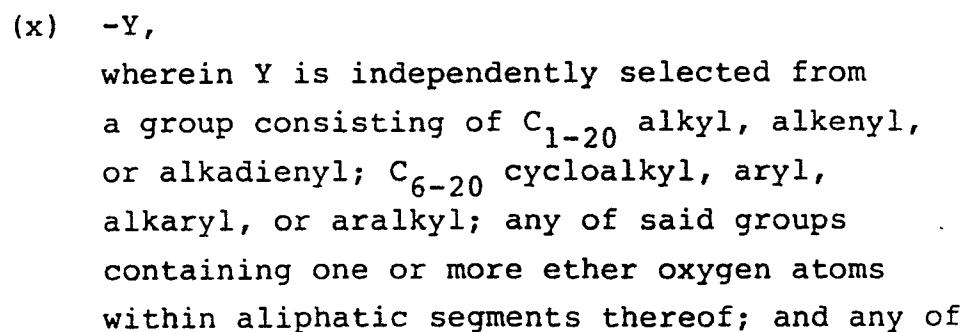 (x) -Y,
wherein Y is independently selected from
a group consisting of C1-20 alkyl, alkenyl,
or alkadienyl; C6-20 cycloalkyl, aryl,
alkaryl, or aralkyl; any of said groups
containing one or more ether oxygen atoms
within aliphatic segments thereof; and any of